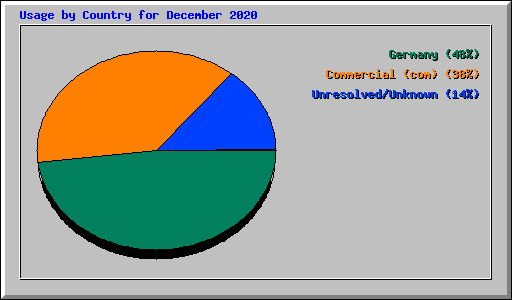 Usage by Country for December 2020
Germany (48%)
Commercial (com) (38%)
Unresolved/Unknown (14%)